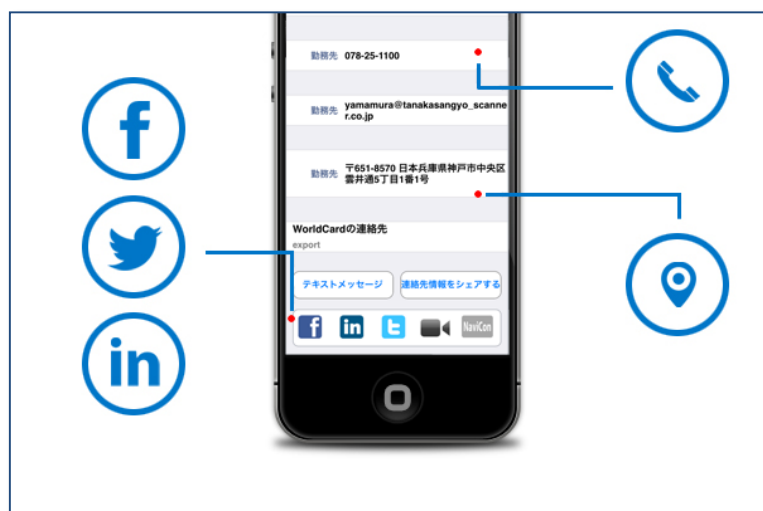 勤務先 078-25-1100
勤務先 yamamura@tanakasangyo_scanne
r.co.jp
勤務先 〒651-8570 日本兵庫県神戸市中央区
雲井通5丁目1番1号
WorldCardの連絡先
export
テキストメッセージ 連絡先情報をシェアする
f in t NaviCon
f
in